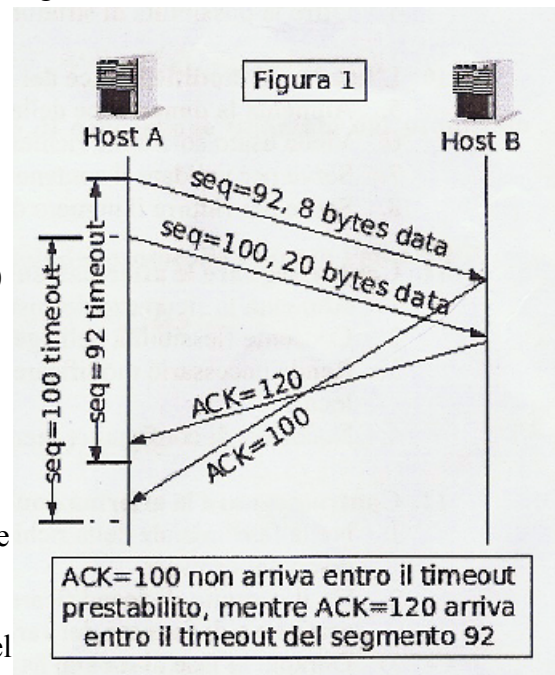 Figura 1
Host A
Host B
seq=92, 8 bytes data
seq=100, 20 bytes data
)
seq=92 timeout
seq=100 timeout
ACK=120
ACK=100
e
ACK=100 non arriva entro il timeout
prestabilito, mentre ACK=120 arriva
entro il timeout del segmento 92
el